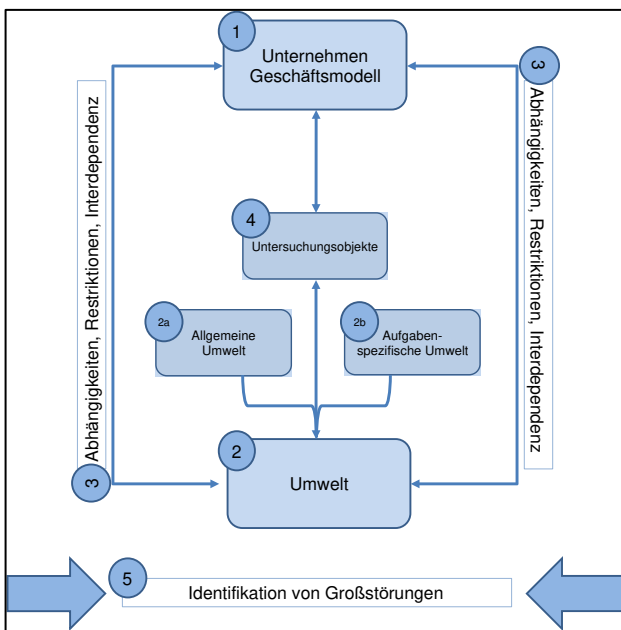 1
Unternehmen
Geschäftsmodell
3
Abhängigkeiten, Restriktionen, Interdependenz
3
Abhängigkeiten, Restriktionen, Interdependenz
4
Untersuchungsobjekte
2a
Allgemeine
Umwelt
2b
Aufgaben-
spezifische Umwelt
2
Umwelt
5
Identifikation von Großstörungen